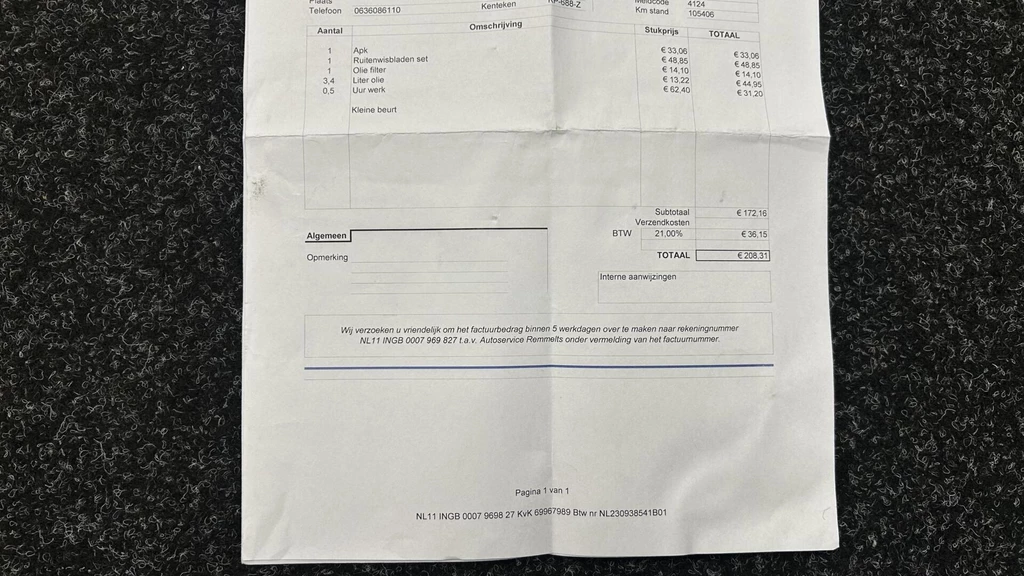 Plaats
Telefoon 0636086110 Kenteken -688-Z Meldcode 4124
Km stand 105406
Aantal Omschrijving Stukprijs TOTAAL
1 Apk € 33,06 € 33,06
1 Ruitenwisbladen set € 48,85 € 48,85
1 Olie filter € 14,10 € 14,10
3,4 Liter olie € 13,22 € 44,95
0,5 Uur werk € 62,40 € 31,20
Kleine beurt
Subtotaal € 172,16
Verzendkosten
BTW 21,00% € 36,15
TOTAAL € 208,31
Algemeen
Opmerking
Interne aanwijzingen
Wij verzoeken u vriendelijk om het factuurbedrag binnen 5 werkdagen over te maken naar rekeningnummer
NL11 INGB 0007 969 827 t.a.v. Autoservice Remmelts onder vermelding van het factuurnummer.
Pagina 1 van 1
NL11 INGB 0007 9698 27 KvK 69967989 Btw nr NL230938541B01